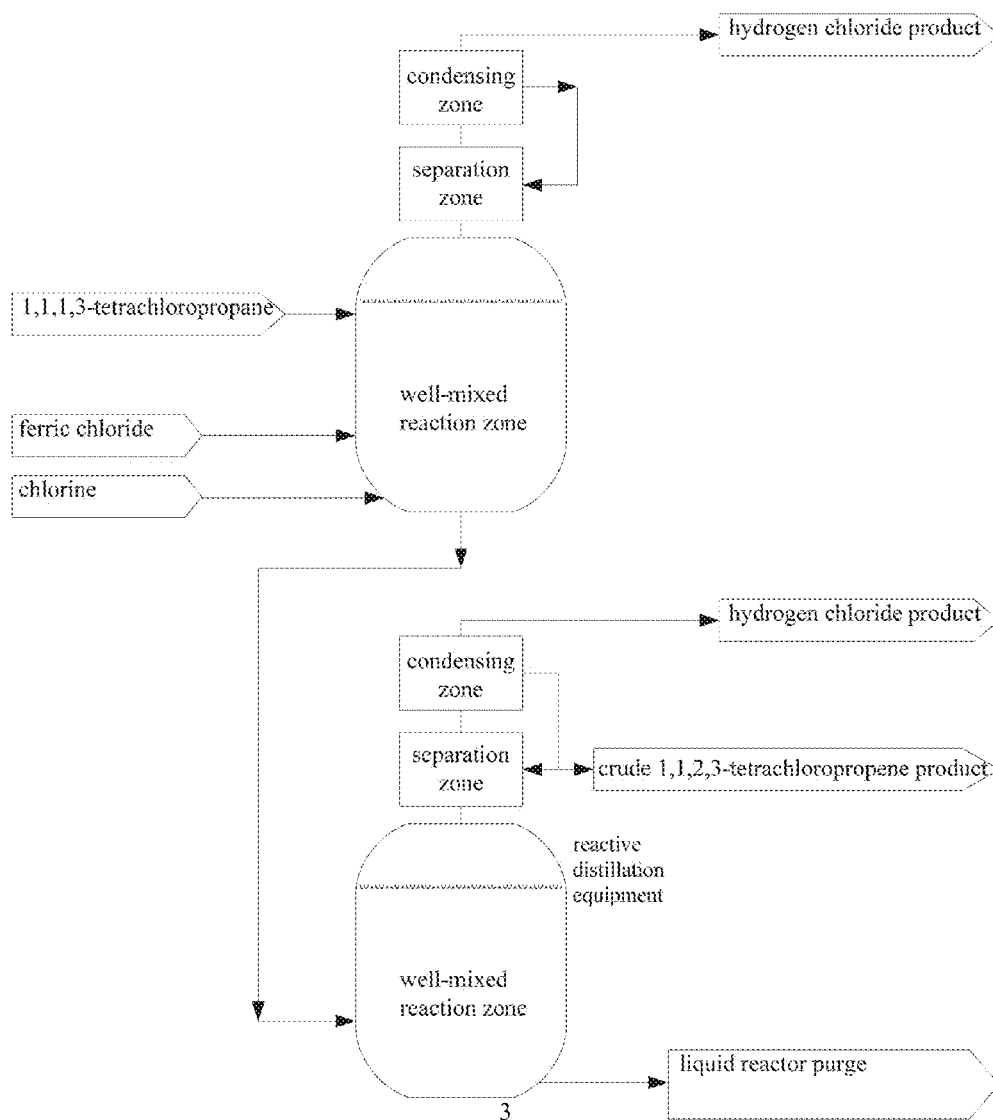 hydrogen chloride product
condensing
zone
separation
zone
1,1,1,3-tetrachloropropane
well-mixed
reaction zone
ferric chloride
chlorine
hydrogen chloride product
condensing
zone
separation
zone
crude 1,1,2,3-tetrachloropropene product
reactive
distillation
equipment
well-mixed
reaction zone
liquid reactor purge
3